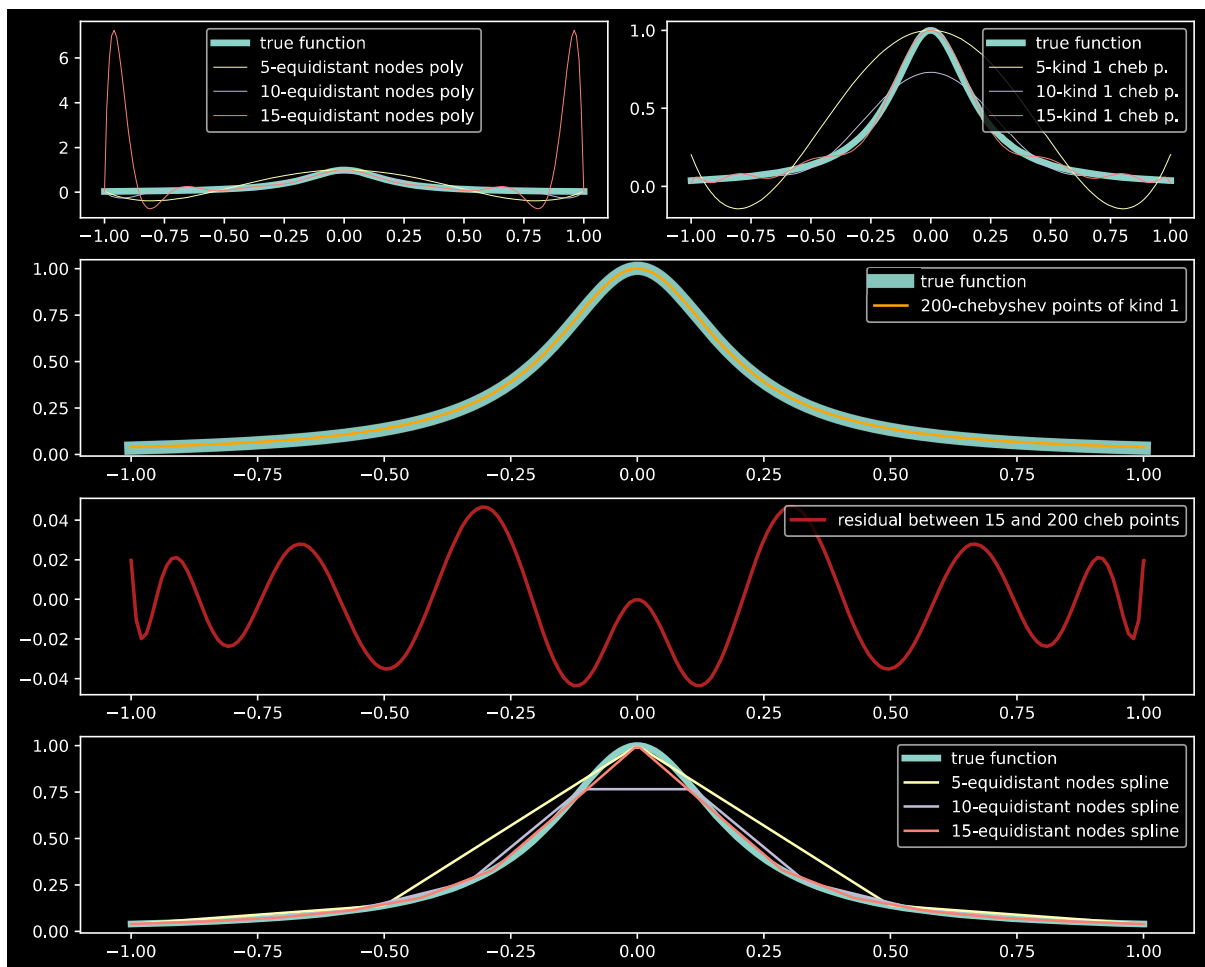 true function
5-equidistant nodes poly
10-equidistant nodes poly
15-equidistant nodes poly
6
4
2
0
−1.00 −0.75 −0.50 −0.25 0.00 0.25 0.50 0.75 1.00
true function
5-kind 1 cheb p.
10-kind 1 cheb p.
15-kind 1 cheb p.
1.0
0.5
0.0
−1.00 −0.75 −0.50 −0.25 0.00 0.25 0.50 0.75 1.00
true function
200-chebyshev points of kind 1
1.00
0.75
0.50
0.25
0.00
−1.00 −0.75 −0.50 −0.25 0.00 0.25 0.50 0.75 1.00
residual between 15 and 200 cheb points
0.04
0.02
0.00
−0.02
−0.04
−1.00 −0.75 −0.50 −0.25 0.00 0.25 0.50 0.75 1.00
true function
5-equidistant nodes spline
10-equidistant nodes spline
15-equidistant nodes spline
1.00
0.75
0.50
0.25
0.00
−1.00 −0.75 −0.50 −0.25 0.00 0.25 0.50 0.75 1.00